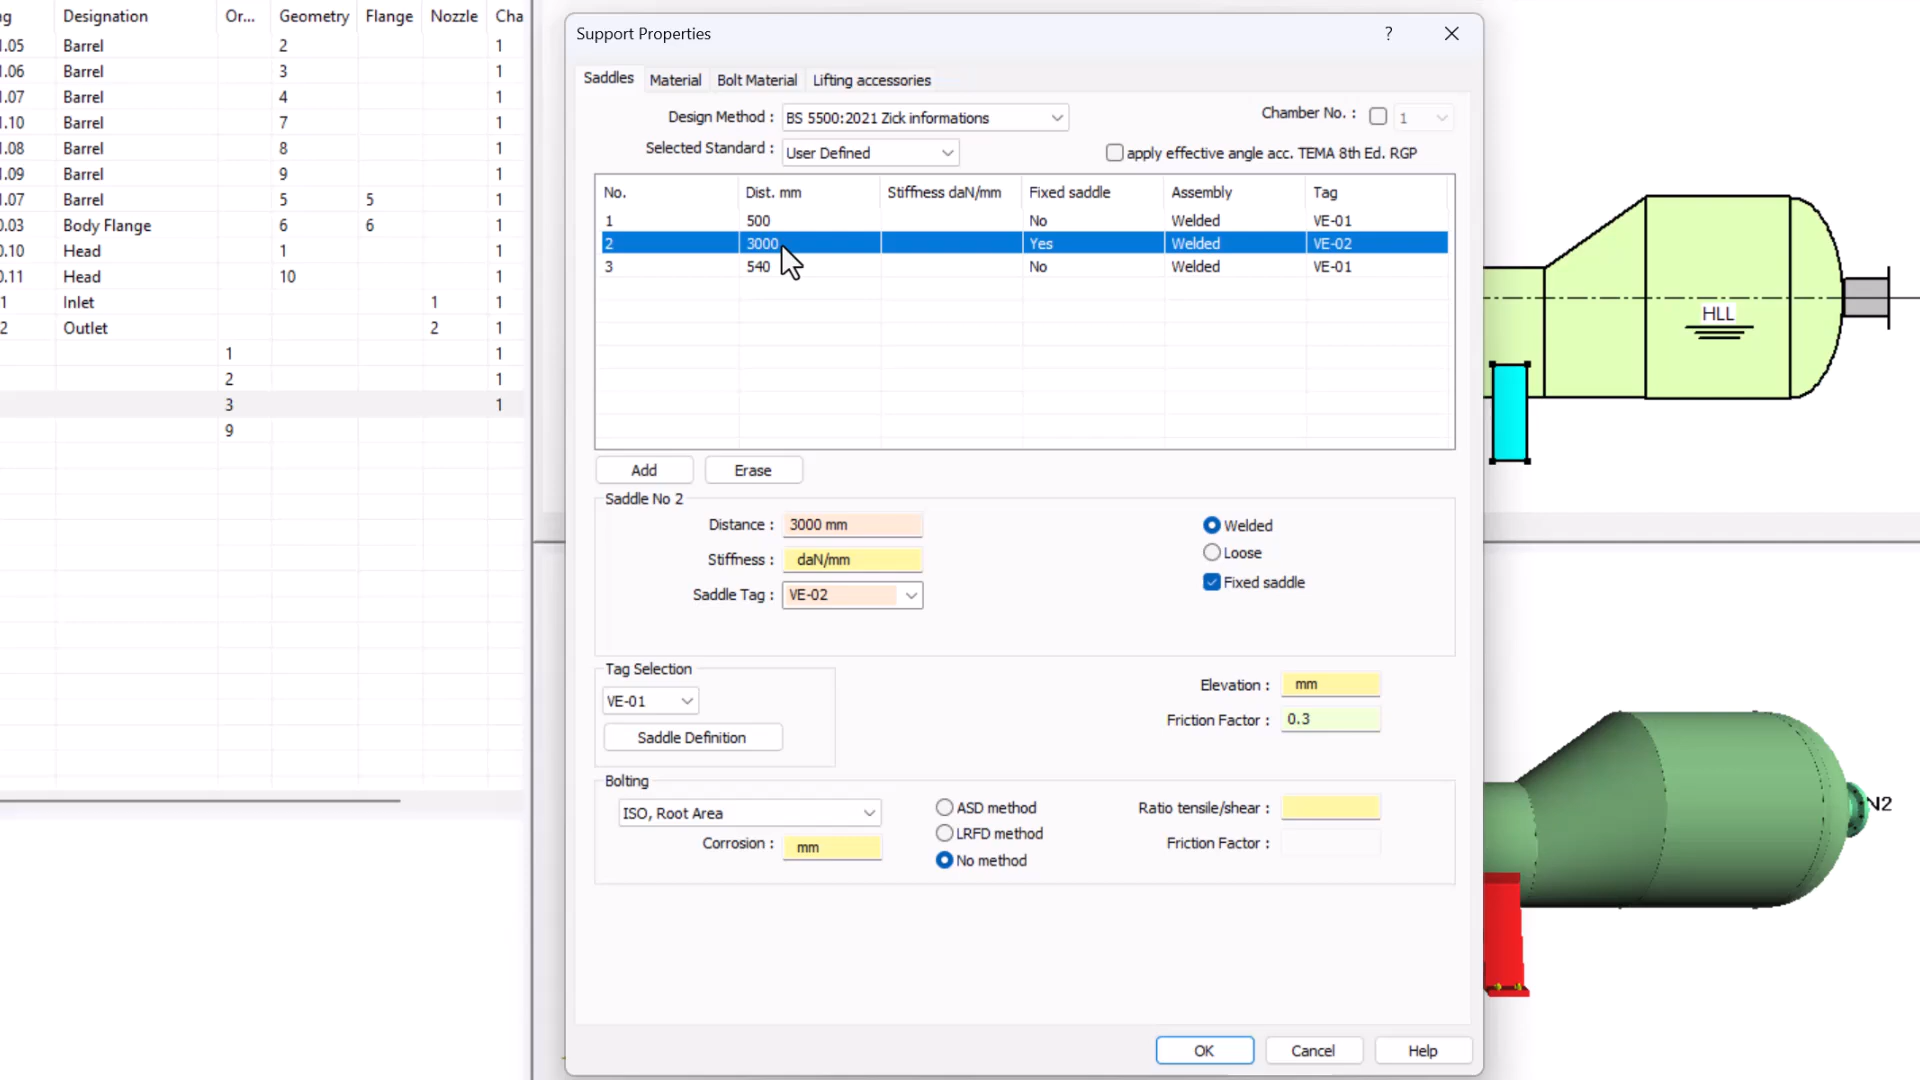 g Designation Or... Geometry Flange Nozzle Cha
.05 Barrel 2 1
.06 Barrel 3 1
.07 Barrel 4 1
.10 Barrel 7 1
.08 Barrel 8 1
.09 Barrel 9 1
.07 Barrel 5 5 1
0.03 Body Flange 6 6 1
0.10 Head 1 1
0.11 Head 10 1
1 Inlet 1 1
2 Outlet 2 1
1 1
2 1
3 1
9
Support Properties ?
Saddles Material Bolt Material Lifting accessories
Design Method : BS 5500:2021 Zick informations Chamber No. : 1
Selected Standard : User Defined apply effective angle acc. TEMA 8th Ed. RGP
No. Dist. mm Stiffness daN/mm Fixed saddle Assembly Tag
1 500 No Welded VE-01
2 3000 Yes Welded VE-02
3 540 No Welded VE-01
Add Erase
Saddle No 2
Distance : 3000 mm Welded
Stiffness : daN/mm Loose
Saddle Tag : VE-02 Fixed saddle
Tag Selection
VE-01 Elevation : mm
Saddle Definition Friction Factor : 0.3
Bolting
ISO, Root Area ASD method Ratio tensile/shear :
LRFD method
Corrosion : mm Friction Factor :
No method
OK Cancel Help
HLL
N2